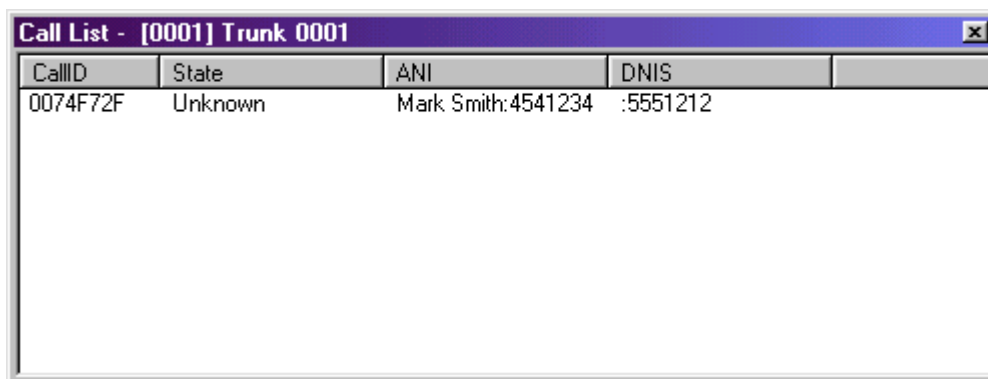 Call List -  [0001] Trunk 0001
CallID State ANI DNIS
0074F72F Unknown Mark Smith:4541234 :5551212